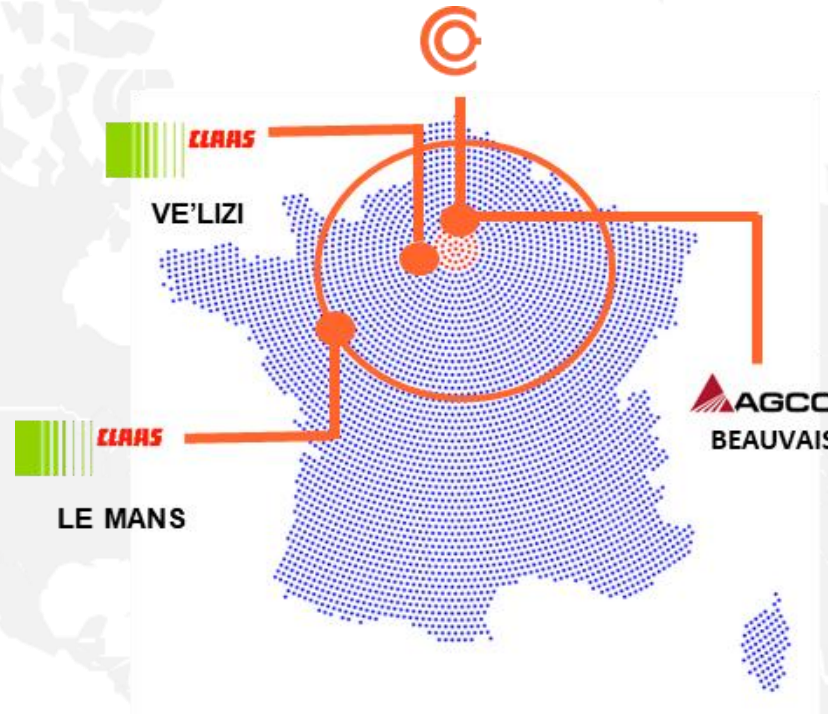 CLAAS
VE'LIZI
AGCO
BEAUVAIS
CLAAS
LE MANS